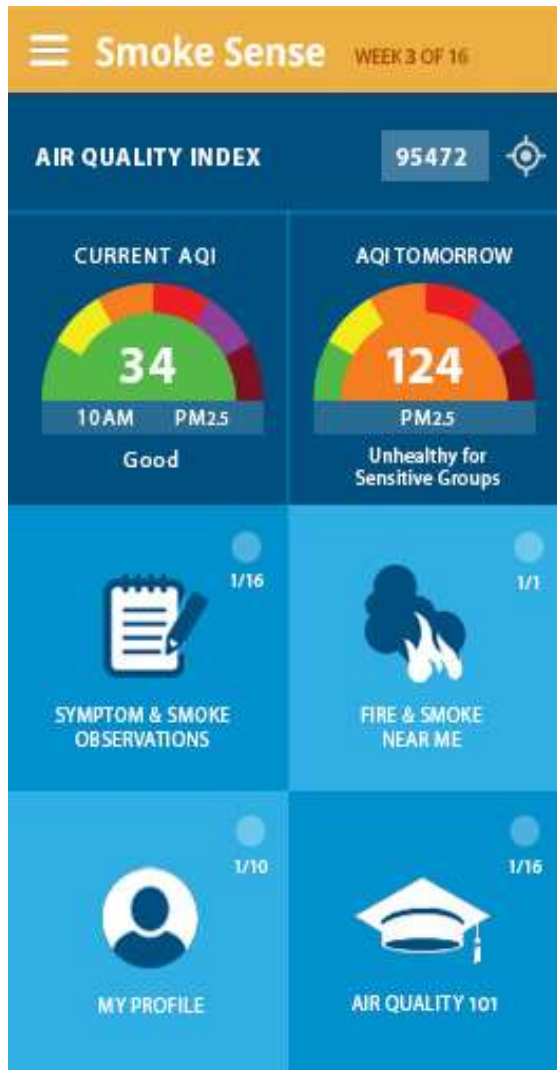 Smoke Sense WEEK 3 OF 16
AIR QUALITY INDEX 95472
CURRENT AQI
34
10 AM PM2.5
Good
AQI TOMORROW
124
PM2.5
Unhealthy for
Sensitive Groups
1/16
SYMPTOM & SMOKE
OBSERVATIONS
1/1
FIRE & SMOKE
NEAR ME
1/10
MY PROFILE
1/16
AIR QUALITY 101